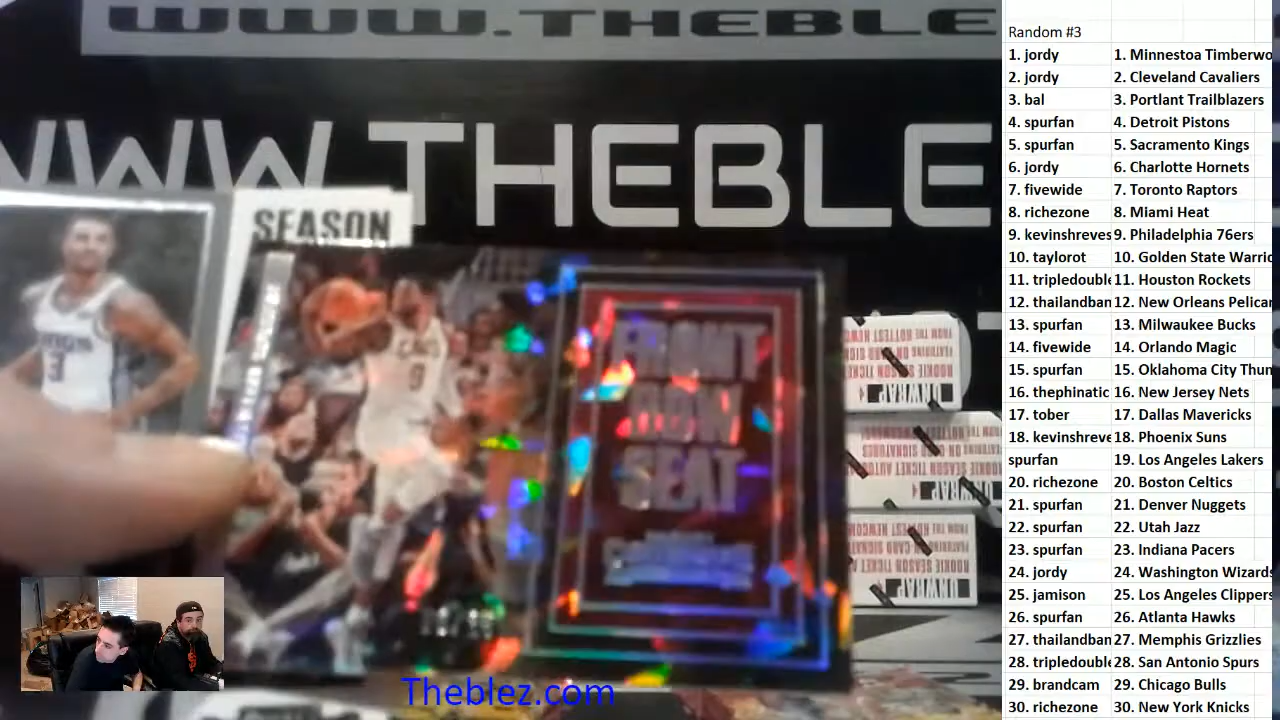 WWW.THEBLE
WWW.THEBLE
SEASON
FRONT
ROW
SEAT
CAVS
3
UNWRAP
UNWRAP
UNWRAP
Theblez.com
Random #3
1. jordy 1. Minnestoa Timberwo
2. jordy 2. Cleveland Cavaliers
3. bal 3. Portlant Trailblazers
4. spurfan 4. Detroit Pistons
5. spurfan 5. Sacramento Kings
6. jordy 6. Charlotte Hornets
7. fivewide 7. Toronto Raptors
8. richezone 8. Miami Heat
9. kevinshreves 9. Philadelphia 76ers
10. taylorot 10. Golden State Warric
11. tripledouble 11. Houston Rockets
12. thailandban 12. New Orleans Pelican
13. spurfan 13. Milwaukee Bucks
14. fivewide 14. Orlando Magic
15. spurfan 15. Oklahoma City Thun
16. thephinatic 16. New Jersey Nets
17. tober 17. Dallas Mavericks
18. kevinshreve 18. Phoenix Suns
spurfan 19. Los Angeles Lakers
20. richezone 20. Boston Celtics
21. spurfan 21. Denver Nuggets
22. spurfan 22. Utah Jazz
23. spurfan 23. Indiana Pacers
24. jordy 24. Washington Wizards
25. jamison 25. Los Angeles Clippers
26. spurfan 26. Atlanta Hawks
27. thailandban 27. Memphis Grizzlies
28. tripledouble 28. San Antonio Spurs
29. brandcam 29. Chicago Bulls
30. richezone 30. New York Knicks